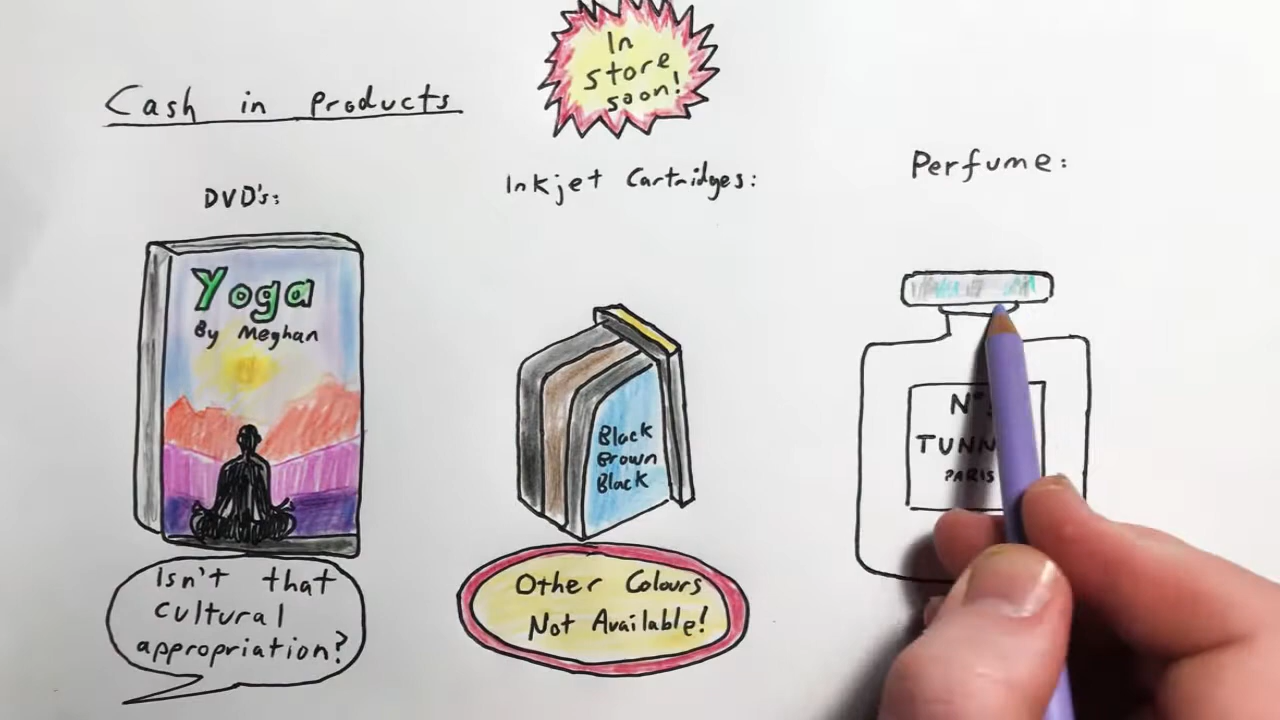 Cash in products
In
store
soon!
DVD's:
Yoga
By Meghan
Isn't that
cultural
appropriation?
Inkjet Cartridges:
Black
Brown
Black
Other Colours
Not Available!
Perfume:
PARIS